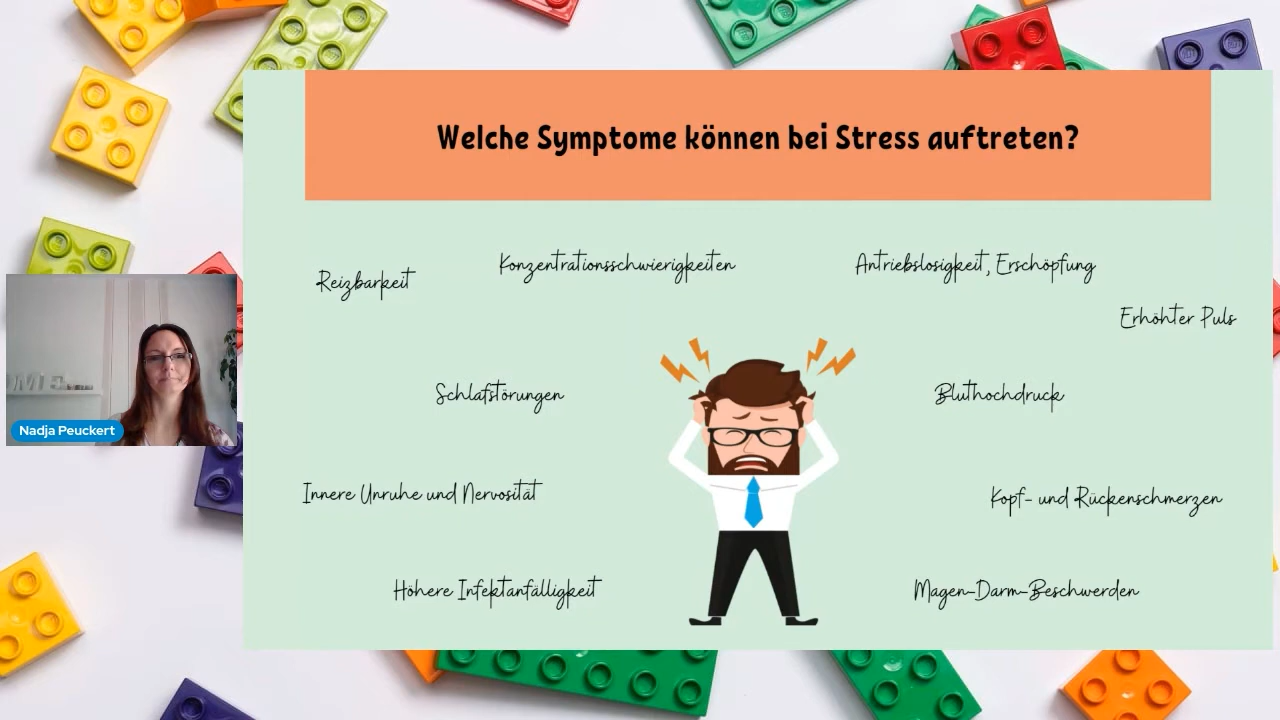 Welche Symptome können bei Stress auftreten?
Reizbarkeit
Konzentrationsschwierigkeiten
Antriebslosigkeit, Erschöpfung
Erhöhter Puls
Schlafstörungen
Bluthochdruck
Innere Unruhe und Nervosität
Kopf- und Rückenschmerzen
Höhere Infektanfälligkeit
Magen-Darm-Beschwerden
Nadja Peuckert